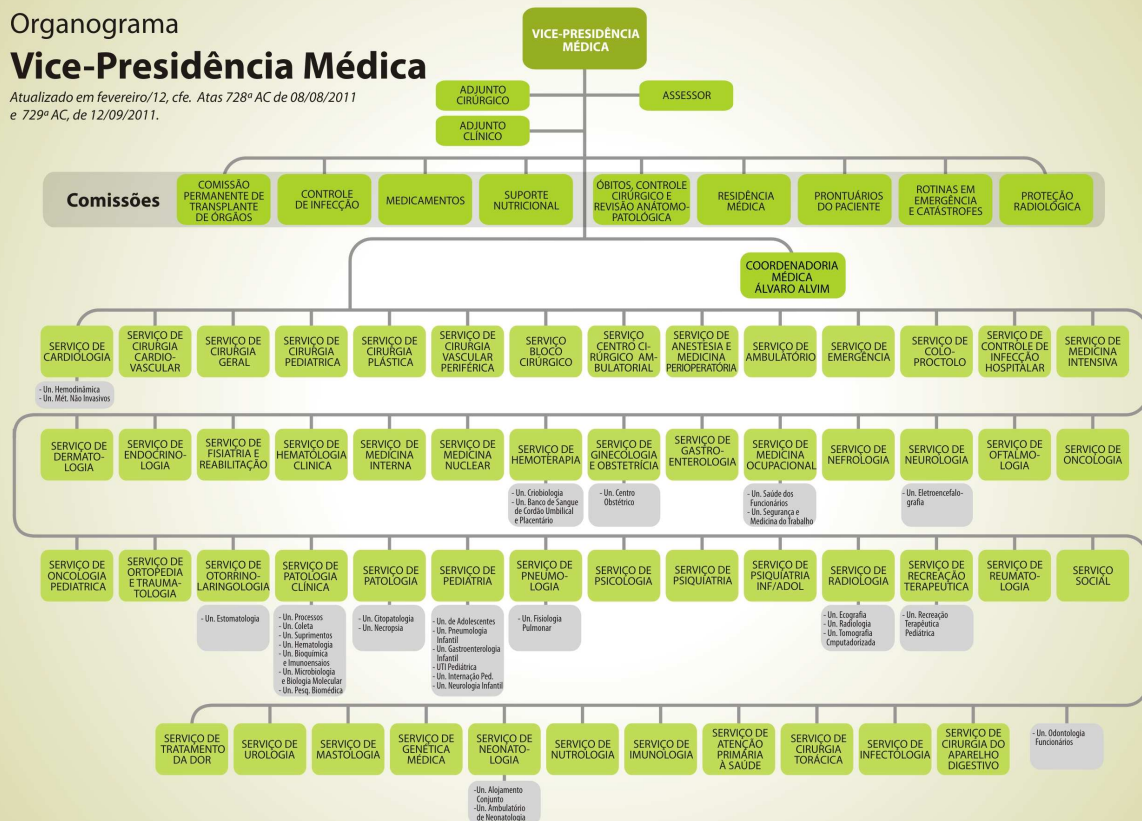 Organograma
Vice-Presidência Médica
Atualizado em fevereiro/12, cfe. Atas 728ª AC de 08/08/2011
e 729ª AC, de 12/09/2011.
VICE-PRESIDÊNCIA
MÉDICA
ADJUNTO
CIRÚRGICO
ASSESSOR
ADJUNTO
CLÍNICO
Comissões
COMISSÃO
PERMANENTE DE
TRANSPLANTE
DE ÓRGÃOS
CONTROLE
DE INFECÇÃO
MEDICAMENTOS
SUPORTE
NUTRICIONAL
ÓBITOS, CONTROLE
CIRÚRGICO E
REVISÃO ANÁTOMO-
PATOLÓGICA
RESIDÊNCIA
MÉDICA
PRONTUÁRIOS
DO PACIENTE
ROTINAS EM
EMERGÊNCIA
E CATÁSTROFES
PROTEÇÃO
RADIOLÓGICA
COORDENADORIA
MÉDICA
ÁLVARO ALVIM
SERVIÇO DE
CARDIOLOGIA
- Un. Hemodinâmica
- Un. Mét. Não Invasivos
SERVIÇO DE
CIRURGIA
CARDIO-
VASCULAR
SERVIÇO DE
CIRURGIA
GERAL
SERVIÇO DE
CIRURGIA
PEDIATRICA
SERVIÇO DE
CIRURGIA
PLÁSTICA
SERVIÇO DE
CIRURGIA
VASCULAR
PERIFÉRICA
SERVIÇO
BLOCO
CIRÚRGICO
SERVIÇO
CENTRO CI-
RÚRGICO AM-
BULATORIAL
SERVIÇO DE
ANESTESIA E
MEDICINA
PERIOPERATÓRIA
SERVIÇO DE
AMBULATÓRIO
SERVIÇO DE
EMERGÊNCIA
SERVIÇO DE
COLO-
PROCTOLO
SERVIÇO DE
CONTROLE DE
INFECÇÃO
HOSPITALAR
SERVIÇO DE
MEDICINA
INTENSIVA
SERVIÇO DE
DERMATO-
LOGIA
SERVIÇO DE
ENDOCRINO-
LOGIA
SERVIÇO DE
FISIATRIA E
REABILITAÇÃO
SERVIÇO DE
HEMATOLOGIA
CLINICA
SERVIÇO DE
MEDICINA
INTERNA
SERVIÇO DE
MEDICINA
NUCLEAR
SERVIÇO DE
HEMOTERAPIA
- Un. Criobiologia
- Un. Banco de Sangue
de Cordão Umbilical
e Placentário
SERVIÇO DE
GINECOLOGIA
E OBSTETRÍCIA
- Un. Centro
Obstétrico
SERVIÇO DE
GASTRO-
ENTEROLOGIA
SERVIÇO DE
MEDICINA
OCUPACIONAL
- Un. Saúde dos
Funcionários
- Un. Segurança e
Medicina do Trabalho
SERVIÇO DE
NEFROLOGIA
SERVIÇO DE
NEUROLOGIA
- Un. Eletroencefalo-
grafia
SERVIÇO DE
OFTALMO-
LOGIA
SERVIÇO DE
ONCOLOGIA
SERVIÇO DE
ONCOLOGIA
PEDIATRICA
SERVIÇO DE
ORTOPEDIA
E TRAUMA-
TOLOGIA
SERVIÇO DE
OTORRINO-
LARINGOLOGIA
- Un. Estomatologia
SERVIÇO DE
PATOLOGIA
CLÍNICA
- Un. Processos
- Un. Coleta
- Un. Suprimentos
- Un. Hematologia
- Un. Bioquímica
e Imunoensaios
- Un. Microbiologia
e Biologia Molecular
- Un. Pesq. Biomédica
SERVIÇO DE
PATOLOGIA
- Un. Citopatologia
- Un. Necropsia
SERVIÇO DE
PEDIATRIA
- Un. de Adolescentes
- Un. Pneumologia
Infantil
- Un. Gastroenterologia
Infantil
- UTI Pediátrica
- Un. Internação Ped.
- Un. Neurologia Infantil
SERVIÇO DE
PNEUMO-
LOGIA
- Un. Fisiologia
Pulmonar
SERVIÇO DE
PSICOLOGIA
SERVIÇO DE
PSIQUIATRIA
SERVIÇO DE
PSIQUIATRIA
INF/ADOL
SERVIÇO DE
RADIOLOGIA
- Un. Ecografia
- Un. Radiologia
- Un. Tomografia
Cmputadorizada
SERVIÇO DE
RECREAÇÃO
TERAPEUTICA
- Un. Recreação
Terapêutica
Pediátrica
SERVIÇO DE
REUMATO-
LOGIA
SERVIÇO
SOCIAL
SERVIÇO DE
TRATAMENTO
DA DOR
SERVIÇO DE
UROLOGIA
SERVIÇO DE
MASTOLOGIA
SERVIÇO DE
GENÉTICA
MÉDICA
SERVIÇO DE
NEONATO-
LOGIA
-Un. Alojamento
Conjunto
-Un. Ambulatório
de Neonatologia
SERVIÇO DE
NUTROLOGIA
SERVIÇO DE
IMUNOLOGIA
SERVIÇO DE
ATENÇÃO
PRIMÁRIA
À SAÚDE
SERVIÇO DE
CIRURGIA
TORÁCICA
SERVIÇO DE
INFECTOLOGIA
SERVIÇO DE
CIRURGIA DO
APARELHO
DIGESTIVO
- Un. Odontologia
Funcionários